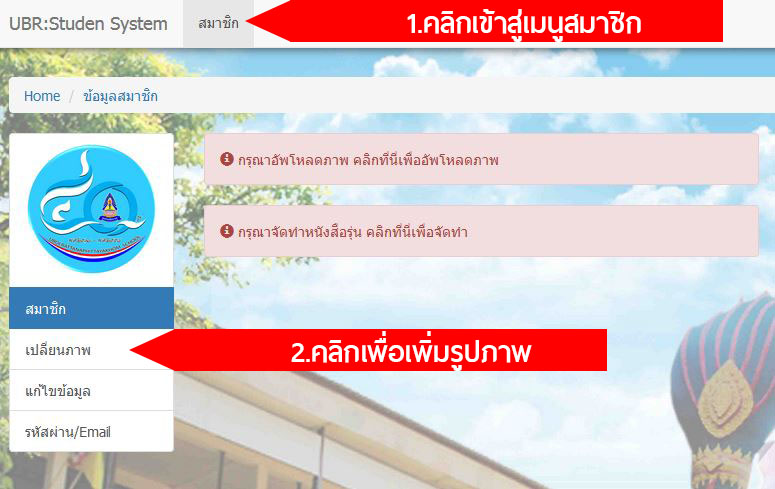 UBR:Studen System
สมาชิก
1.คลิกเข้าสู่เมนูสมาชิก
Home / ข้อมูลสมาชิก
กรุณาอัพโหลดภาพ คลิกที่นี่เพื่ออัพโหลดภาพ
กรุณาจัดทำหนังสือรุ่น คลิกที่นี่เพื่อจัดทำ
สมาชิก
เปลี่ยนภาพ
2.คลิกเพื่อเพิ่มรูปภาพ
แก้ไขข้อมูล
รหัสผ่าน/Email